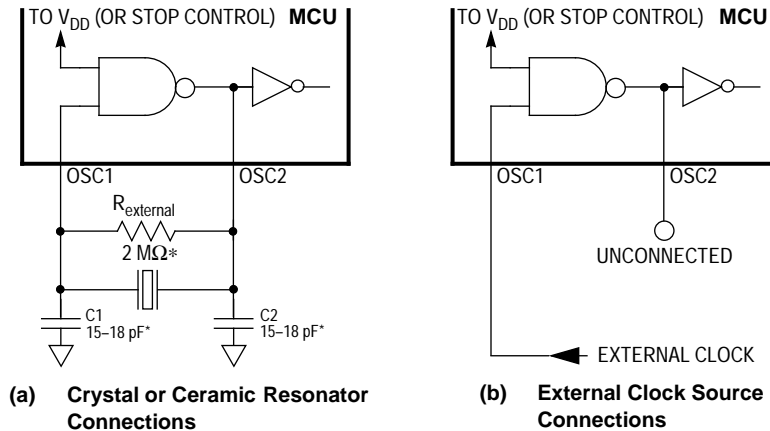 TO VDD (OR STOP CONTROL) MCU
OSC1
OSC2
Rexternal
2 MΩ*
C1
15–18 pF*
C2
15–18 pF*
(a) Crystal or Ceramic Resonator
Connections
TO VDD (OR STOP CONTROL) MCU
OSC1
OSC2
UNCONNECTED
EXTERNAL CLOCK
(b) External Clock Source
Connections